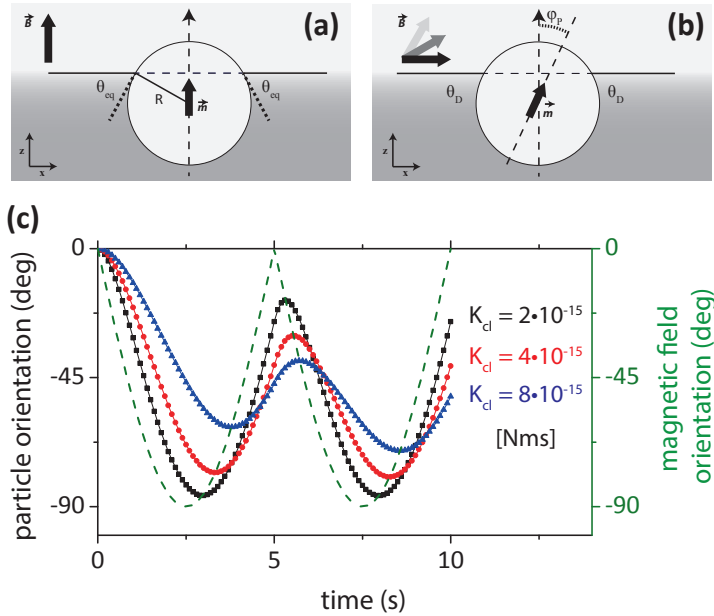 (a)
B
θeq
θeq
R
m
z
x
(b)
B
φP
θD
θD
m
z
x
(c)
particle orientation (deg)
0
-45
-90
0
5
10
time (s)
Kcl = 2•10-15
Kcl = 4•10-15
Kcl = 8•10-15
[Nms]
0
-45
-90
magnetic field
orientation (deg)